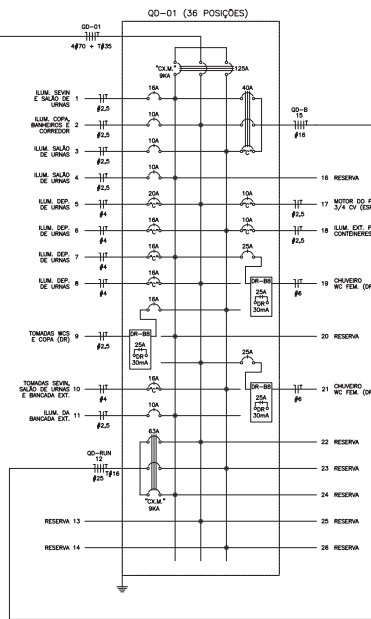 QD-01 (36 POSIÇÕES)
QD-01
4#70 + T#35
"CX.M."
9KA
125A
ILUM. SEVIN
E SALÃO DE
URNAS
1
#2,5
16A
40A
ILUM. COPA,
BANHEIROS E
CORREDOR
2
#2,5
10A
QD-B
15
#16
ILUM. SALÃO
DE URNAS
3
#2,5
10A
ILUM. SALÃO
DE URNAS
4
#2,5
10A
16 RESERVA
ILUM. DEP.
DE URNAS
5
#4
20A
10A
#2,5
17 MOTOR DO P
3/4 CV (ESP
ILUM. DEP.
DE URNAS
6
#4
16A
10A
#2,5
18 ILUM. EXT. P
CONTEINERES
ILUM. DEP.
DE URNAS
7
#4
16A
25A
ILUM. DEP.
DE URNAS
8
#4
16A
DR-BB
25A
DR
30mA
#6
19 CHUVEIRO
WC FEM. (DR
16A
TOMADAS WCS
E COPA (DR)
9
#2,5
DR-BB
25A
DR
30mA
20 RESERVA
25A
TOMADAS SEVIN,
SALÃO DE URNAS
E BANCADA EXT.
10
#4
16A
DR-BB
25A
DR
30mA
#6
21 CHUVEIRO
WC FEM. (DR
ILUM. DA
BANCADA EXT.
11
#2,5
10A
63A
22 RESERVA
QD-RUN
12
#25
T#16
23 RESERVA
"CX.M."
9KA
24 RESERVA
RESERVA 13
25 RESERVA
RESERVA 14
26 RESERVA